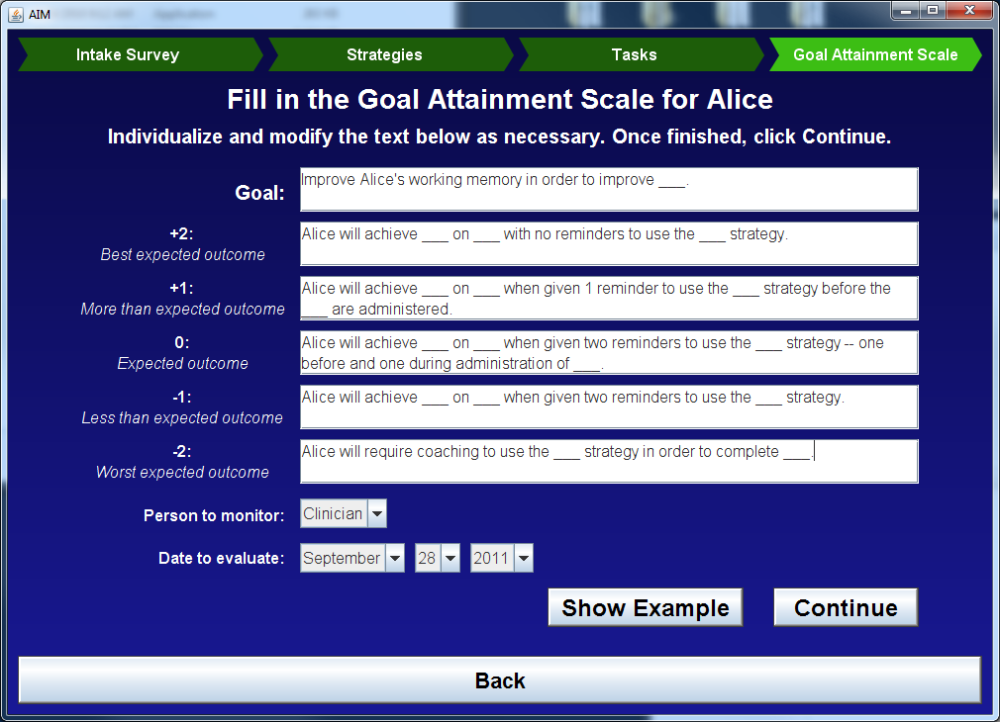 AIM
Intake Survey
Strategies
Tasks
Goal Attainment Scale
Fill in the Goal Attainment Scale for Alice
Individualize and modify the text below as necessary. Once finished, click Continue.
Goal:
Improve Alice's working memory in order to improve ___.
+2:
Best expected outcome
Alice will achieve ___ on ___ with no reminders to use the ___ strategy.
+1:
More than expected outcome
Alice will achieve ___ on ___ when given 1 reminder to use the ___ strategy before the
___ are administered.
0:
Expected outcome
Alice will achieve ___ on ___ when given two reminders to use the ___ strategy -- one
before and one during administration of ___.
-1:
Less than expected outcome
Alice will achieve ___ on ___ when given two reminders to use the ___ strategy.
-2:
Worst expected outcome
Alice will require coaching to use the ___ strategy in order to complete ___.
Person to monitor:
Clinician
Date to evaluate:
September
28
2011
Show Example
Continue
Back